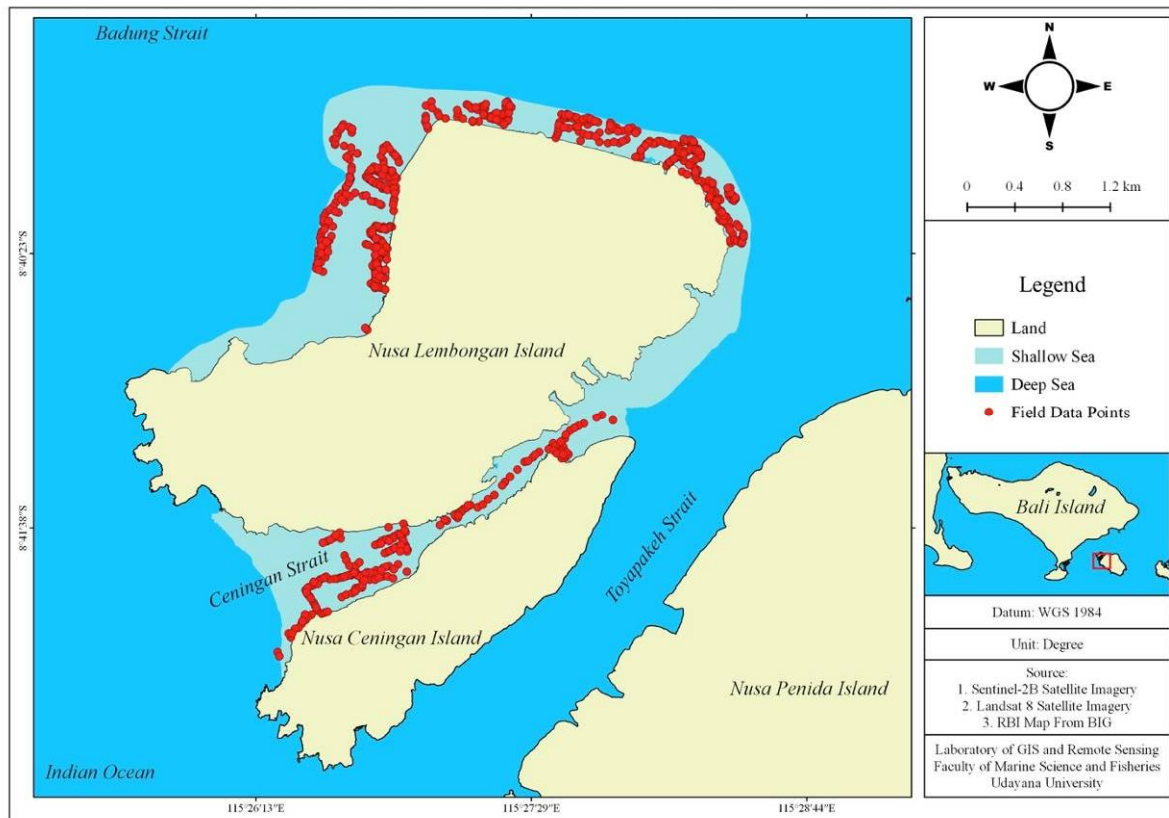 Badung Strait
Nusa Lembongan Island
Ceningan Strait
Toyapakeh Strait
Nusa Ceningan Island
Nusa Penida Island
Indian Ocean
8°40'23"S
8°41'38"S
115°26'13"E
115°27'29"E
115°28'44"E
N
W
E
S
0 0.4 0.8 1.2 km
Legend
Land
Shallow Sea
Deep Sea
Field Data Points
Bali Island
Datum: WGS 1984
Unit: Degree
Source:
1. Sentinel-2B Satellite Imagery
2. Landsat 8 Satellite Imagery
3. RBI Map From BIG
Laboratory of GIS and Remote Sensing
Faculty of Marine Science and Fisheries
Udayana University